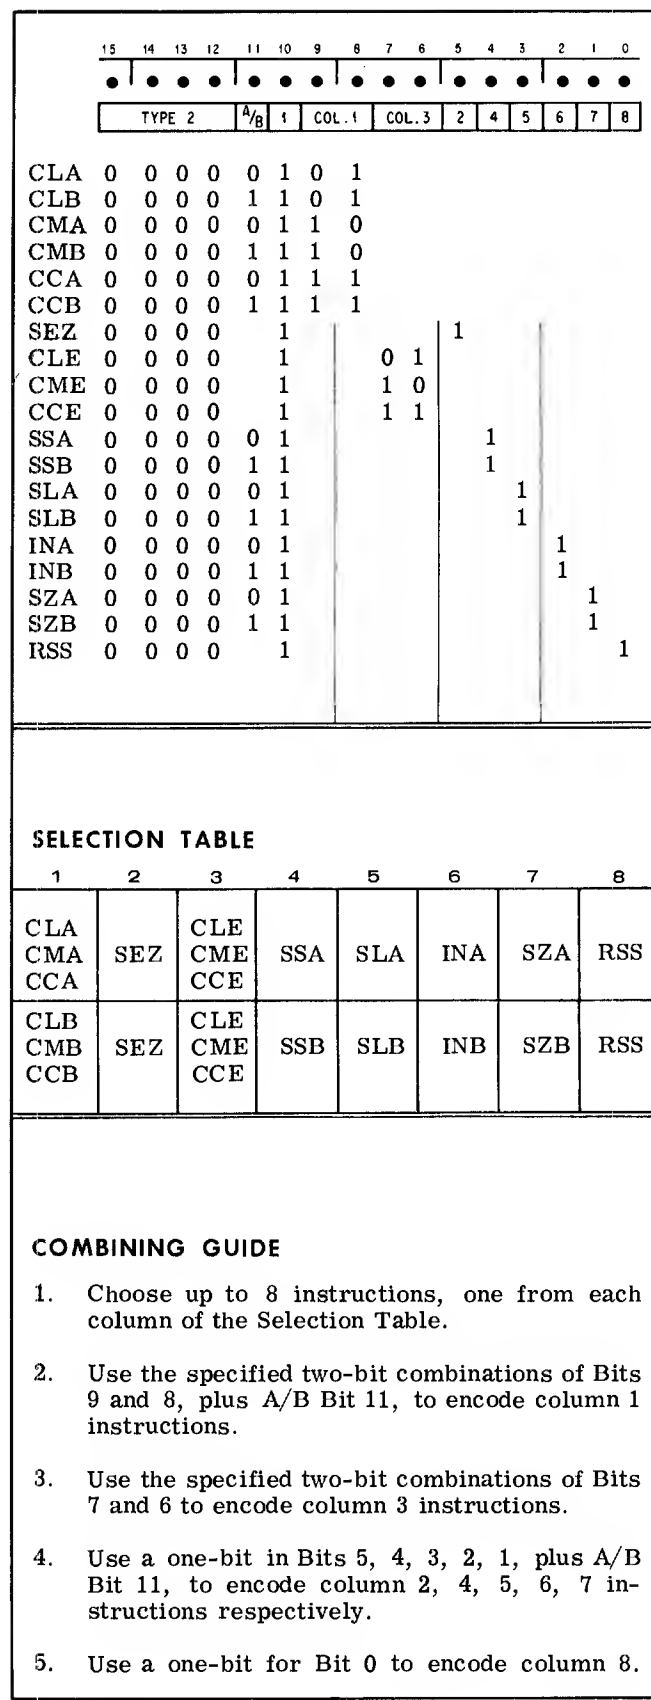 15 14 13 12 11 10 9 8 7 6 5 4 3 2 1 0
TYPE 2 A/B 1 COL.1 COL.3 2 4 5 6 7 8
CLA 0 0 0 0 0 1 0 1
CLB 0 0 0 0 1 1 0 1
CMA 0 0 0 0 0 1 1 0
CMB 0 0 0 0 1 1 1 0
CCA 0 0 0 0 0 1 1 1
CCB 0 0 0 0 1 1 1 1
SEZ 0 0 0 0 1 1
CLE 0 0 0 0 1 0 1
CME 0 0 0 0 1 1 0
CCE 0 0 0 0 1 1 1
SSA 0 0 0 0 0 1 1
SSB 0 0 0 0 1 1 1
SLA 0 0 0 0 0 1 1
SLB 0 0 0 0 1 1 1
INA 0 0 0 0 0 1 1
INB 0 0 0 0 1 1 1
SZA 0 0 0 0 0 1 1
SZB 0 0 0 0 1 1 1
RSS 0 0 0 0 1 1
SELECTION TABLE
1 2 3 4 5 6 7 8
CLA CLE
CMA SEZ CME SSA SLA INA SZA RSS
CCA CCE
CLB CLE
CMB SEZ CME SSB SLB INB SZB RSS
CCB CCE
COMBINING GUIDE
1. Choose up to 8 instructions, one from each
column of the Selection Table.
2. Use the specified two-bit combinations of Bits
9 and 8, plus A/B Bit 11, to encode column 1
instructions.
3. Use the specified two-bit combinations of Bits
7 and 6 to encode column 3 instructions.
4. Use a one-bit in Bits 5, 4, 3, 2, 1, plus A/B
Bit 11, to encode column 2, 4, 5, 6, 7 in-
structions respectively.
5. Use a one-bit for Bit 0 to encode column 8.